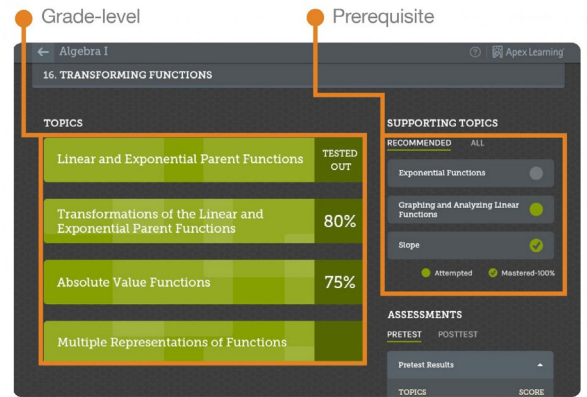 Grade-level
Prerequisite
← Algebra I
? Apex Learning
16. TRANSFORMING FUNCTIONS
TOPICS
Linear and Exponential Parent Functions
TESTED
OUT
Transformations of the Linear and
Exponential Parent Functions
80%
Absolute Value Functions
75%
Multiple Representations of Functions
SUPPORTING TOPICS
RECOMMENDED ALL
Exponential Functions
Graphing and Analyzing Linear
Functions
Slope
Attempted Mastered-100%
ASSESSMENTS
PRETEST POSTTEST
Pretest Results
TOPICS SCORE